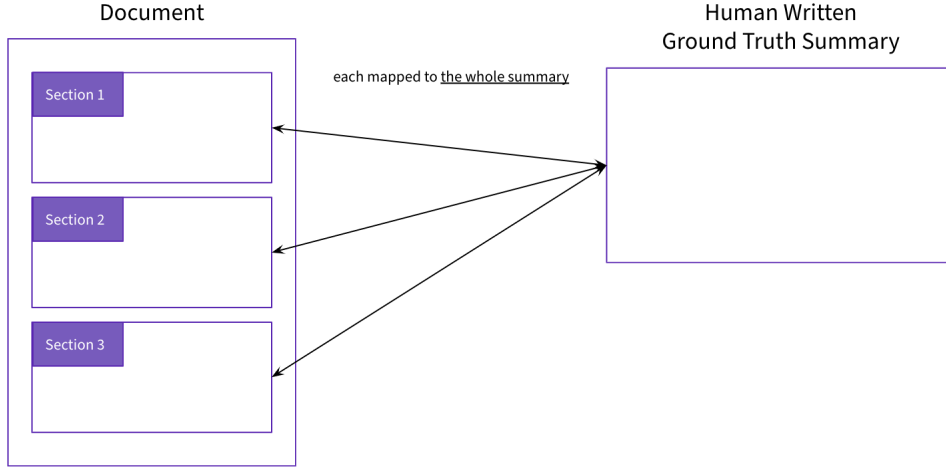 Document
Human Written
Ground Truth Summary
each mapped to the whole summary
Section 1
Section 2
Section 3